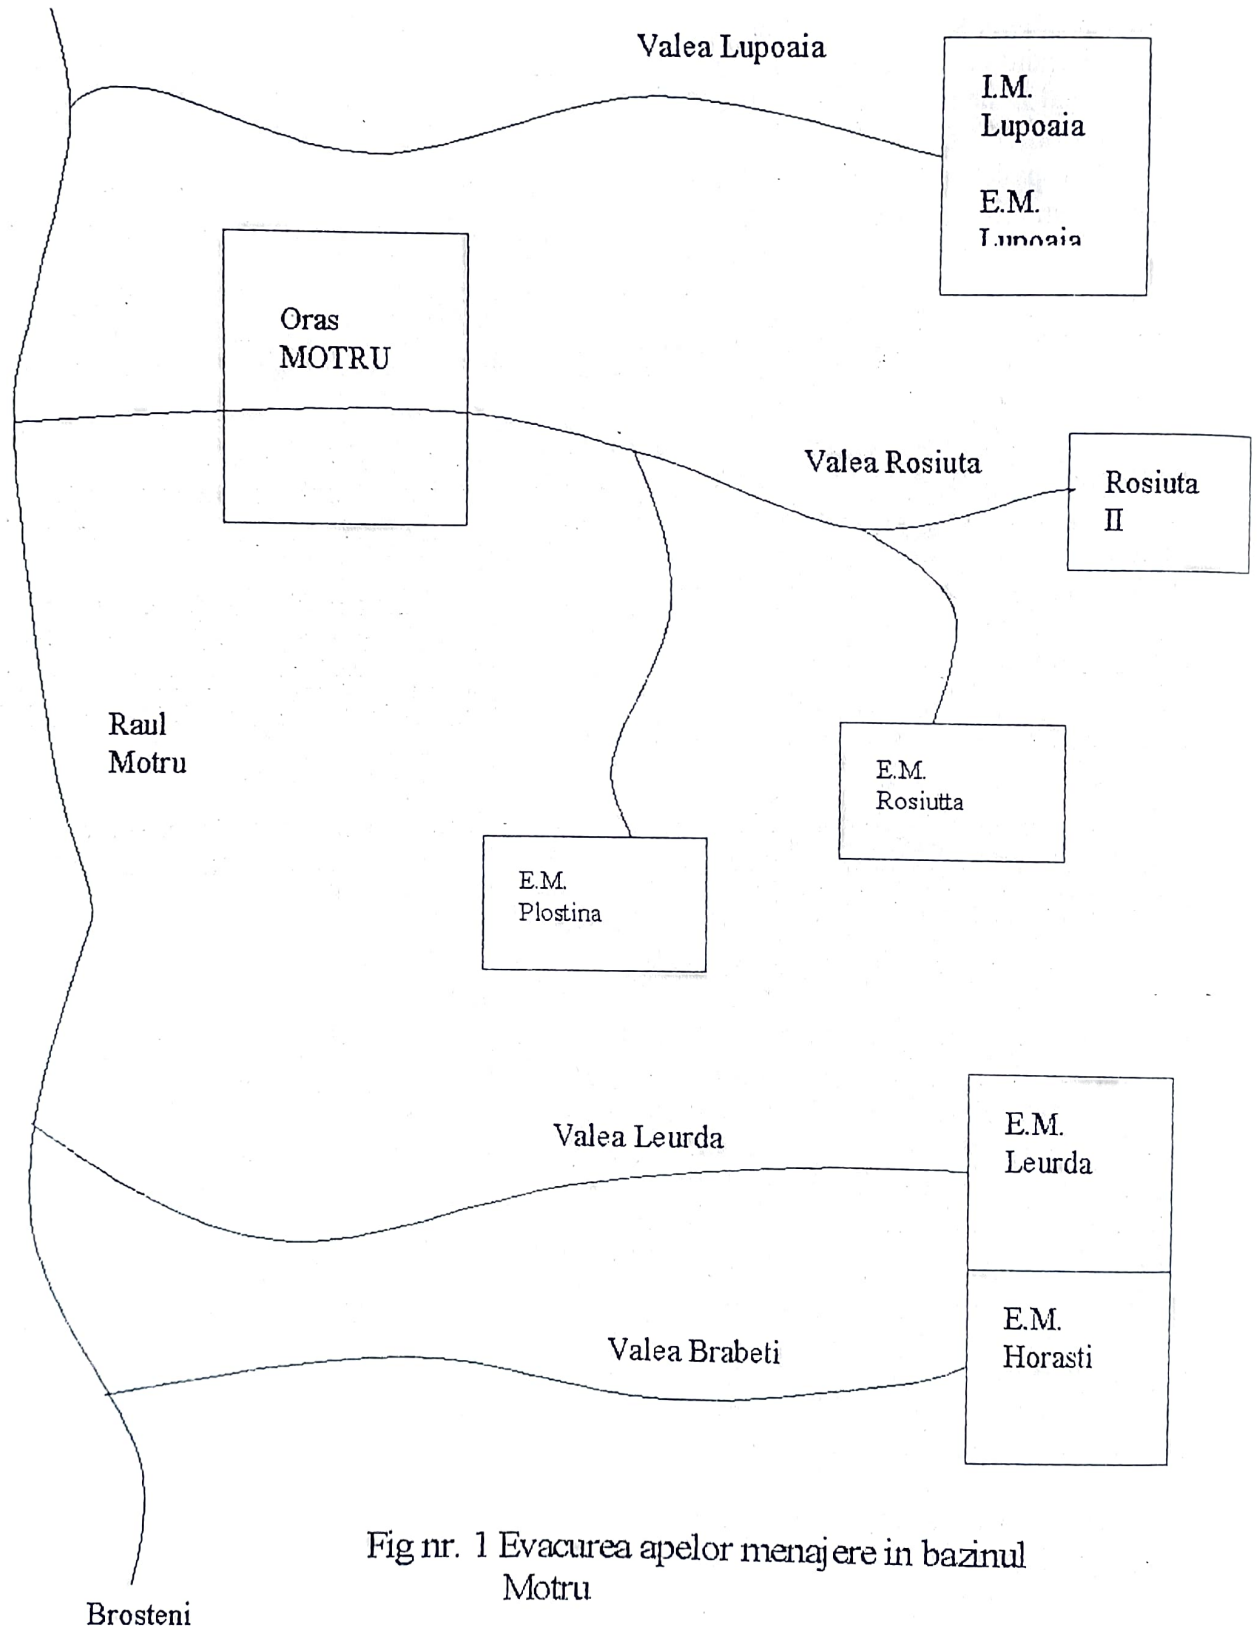 Valea Lupoaia
I.M.
Lupoaia
E.M.
Lupoaia
Oras
MOTRU
Valea Rosiuta
Rosiuta
II
Raul
Motru
E.M.
Rosiutta
E.M.
Plostina
Valea Leurda
E.M.
Leurda
Valea Brabeti
E.M.
Horasti
Fig nr. 1 Evacurea apelor menajere in bazinul
Motru
Brosteni